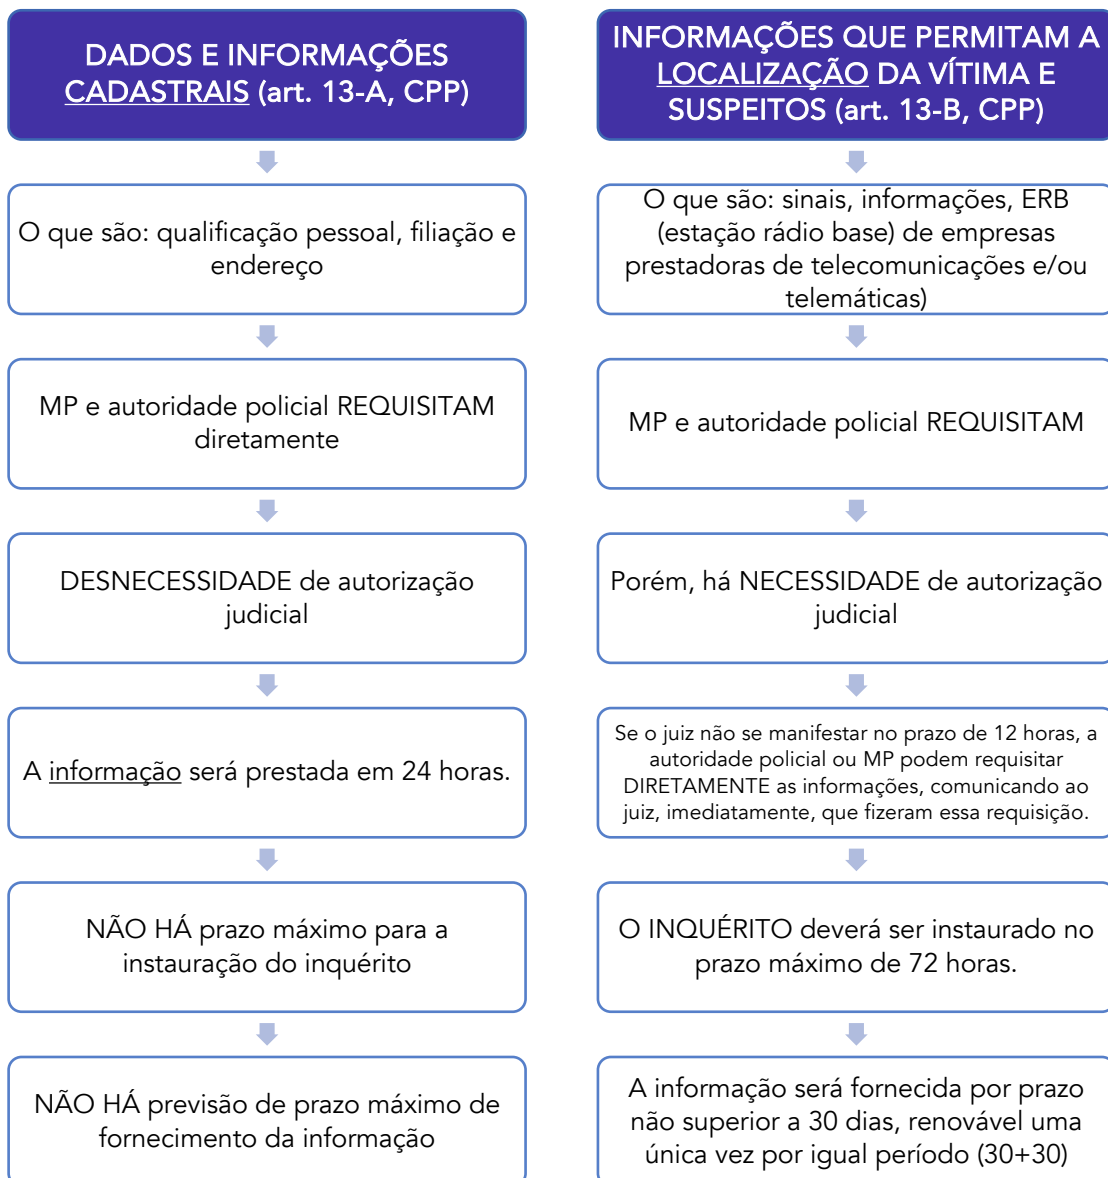 DADOS E INFORMAÇÕES
CADASTRAIS (art. 13-A, CPP)
O que são: qualificação pessoal, filiação e
endereço
MP e autoridade policial REQUISITAM
diretamente
DESNECESSIDADE de autorização
judicial
A informação será prestada em 24 horas.
NÃO HÁ prazo máximo para a
instauração do inquérito
NÃO HÁ previsão de prazo máximo de
fornecimento da informação
INFORMAÇÕES QUE PERMITAM A
LOCALIZAÇÃO DA VÍTIMA E
SUSPEITOS (art. 13-B, CPP)
O que são: sinais, informações, ERB
(estação rádio base) de empresas
prestadoras de telecomunicações e/ou
telemáticas)
MP e autoridade policial REQUISITAM
Porém, há NECESSIDADE de autorização
judicial
Se o juiz não se manifestar no prazo de 12 horas, a
autoridade policial ou MP podem requisitar
DIRETAMENTE as informações, comunicando ao
juiz, imediatamente, que fizeram essa requisição.
O INQUÉRITO deverá ser instaurado no
prazo máximo de 72 horas.
A informação será fornecida por prazo
não superior a 30 dias, renovável uma
única vez por igual período (30+30)